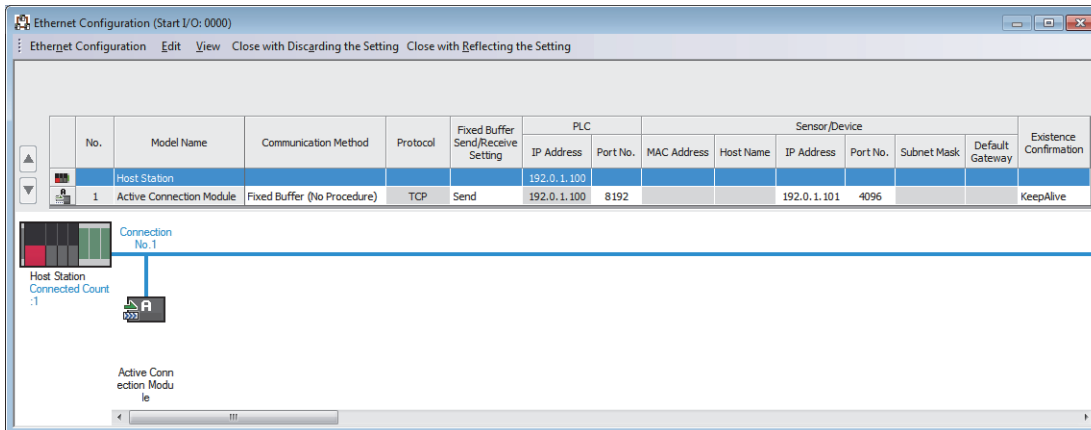 Ethernet Configuration (Start I/O: 0000)
Ethernet Configuration Edit View Close with Discarding the Setting Close with Reflecting the Setting
No. Model Name Communication Method Protocol Fixed Buffer Send/Receive Setting PLC Sensor/Device Existence Confirmation
IP Address Port No. MAC Address Host Name IP Address Port No. Subnet Mask Default Gateway
Host Station 192.0.1.100
1 Active Connection Module Fixed Buffer (No Procedure) TCP Send 192.0.1.100 8192 192.0.1.101 4096 KeepAlive
Connection
No.1
Host Station
Connected Count
:1
A
Active Conn
ection Modu
le